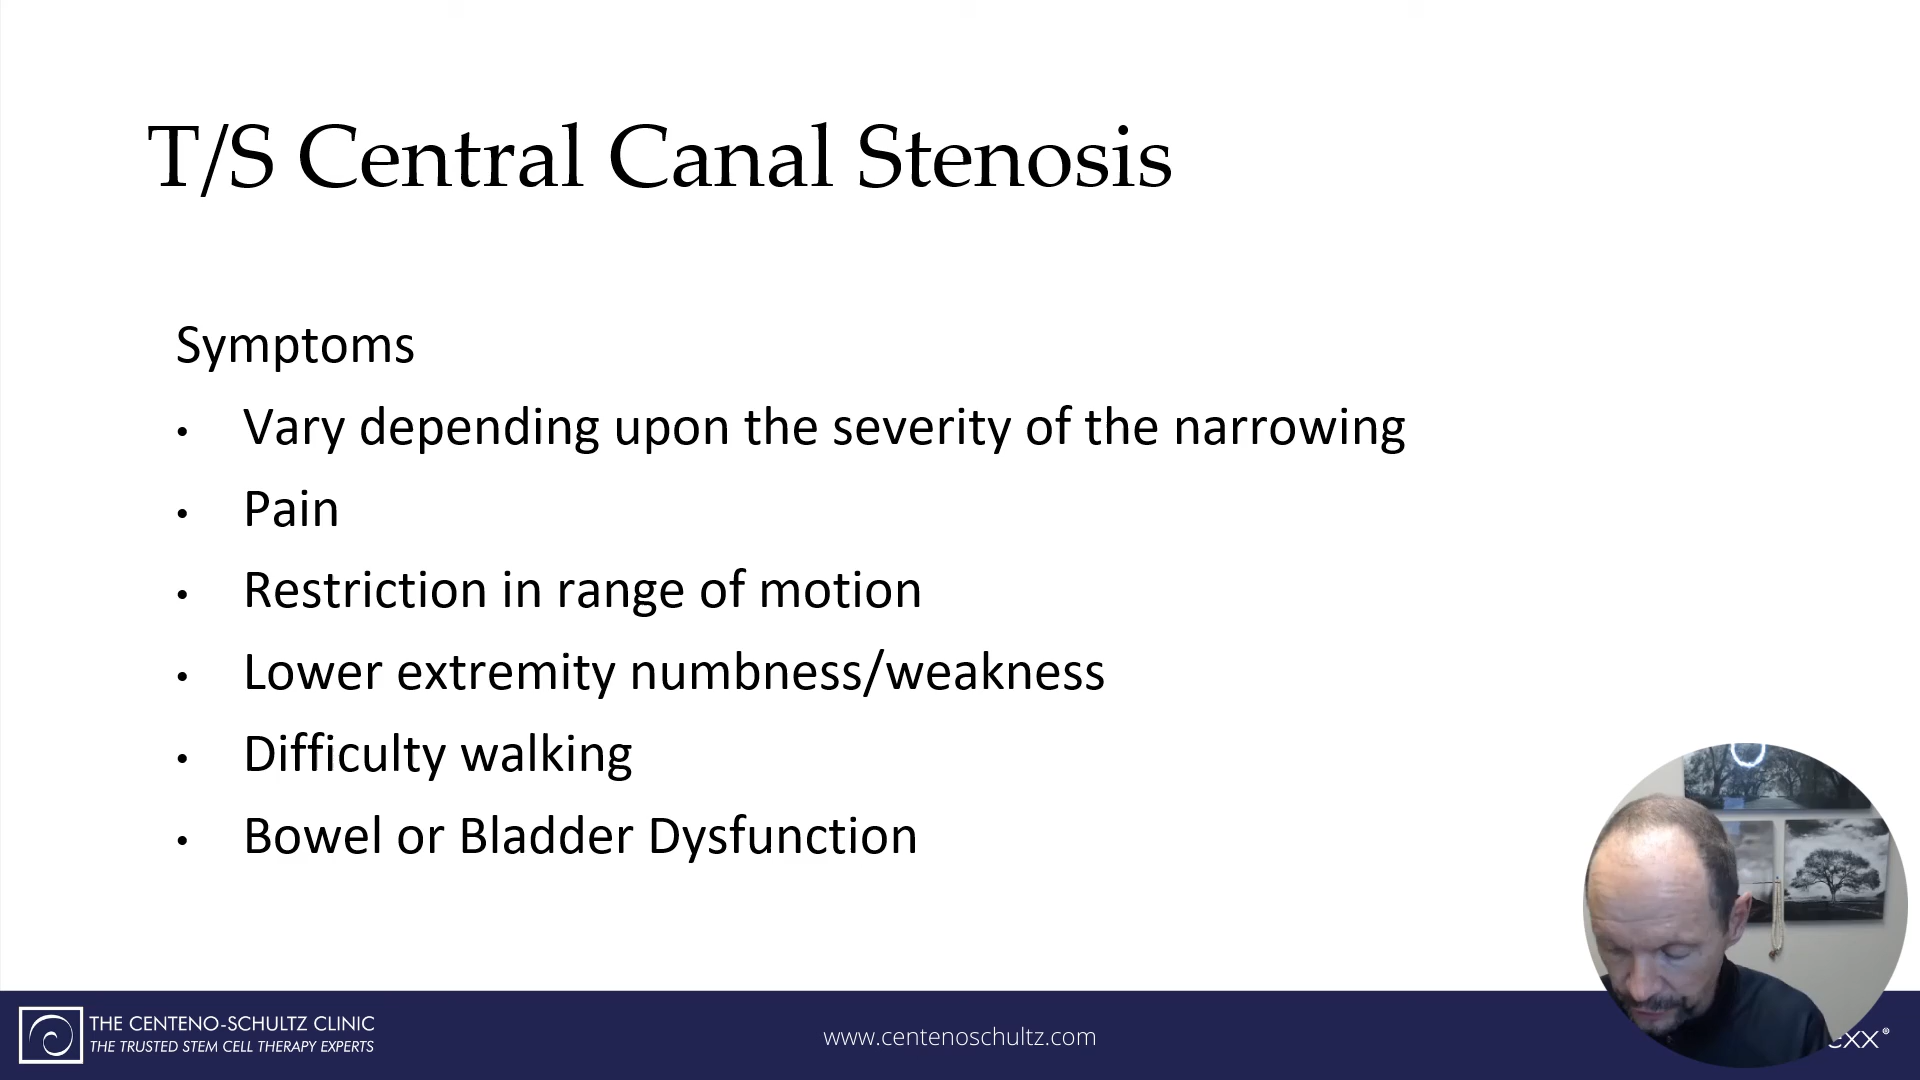 T/S Central Canal Stenosis
Symptoms
• Vary depending upon the severity of the narrowing
• Pain
• Restriction in range of motion
• Lower extremity numbness/weakness
• Difficulty walking
• Bowel or Bladder Dysfunction
THE CENTENO-SCHULTZ CLINIC
THE TRUSTED STEM CELL THERAPY EXPERTS
www.centenoschultz.com